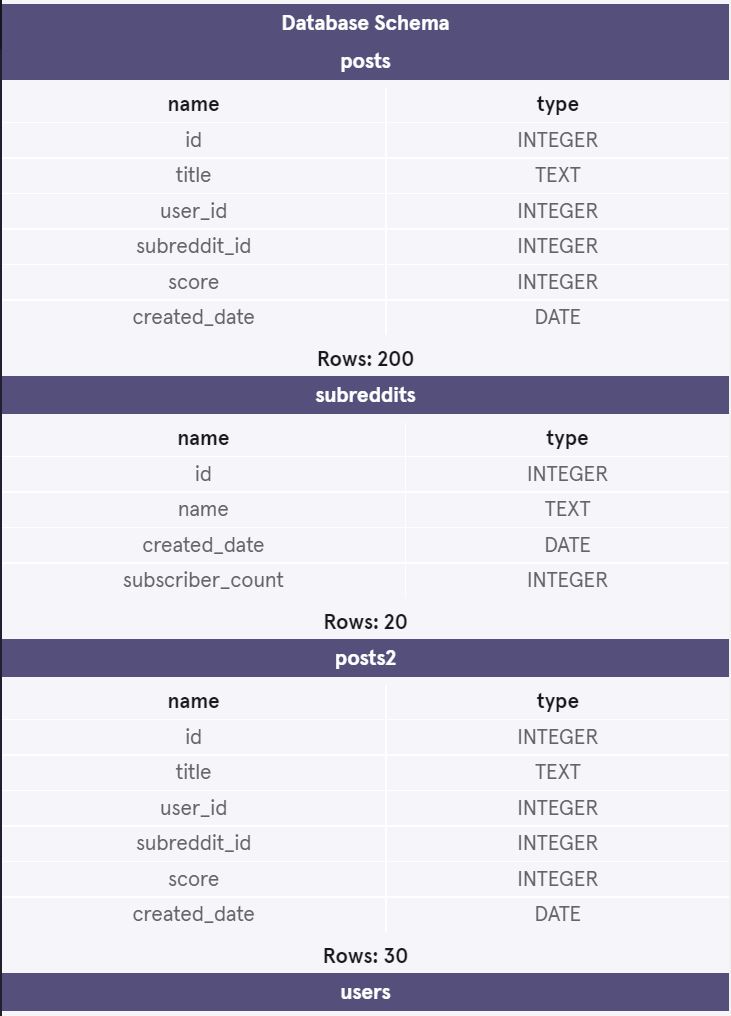 Database Schema
posts
name type
id INTEGER
title TEXT
user_id INTEGER
subreddit_id INTEGER
score INTEGER
created_date DATE
Rows: 200
subreddits
name type
id INTEGER
name TEXT
created_date DATE
subscriber_count INTEGER
Rows: 20
posts2
name type
id INTEGER
title TEXT
user_id INTEGER
subreddit_id INTEGER
score INTEGER
created_date DATE
Rows: 30
users